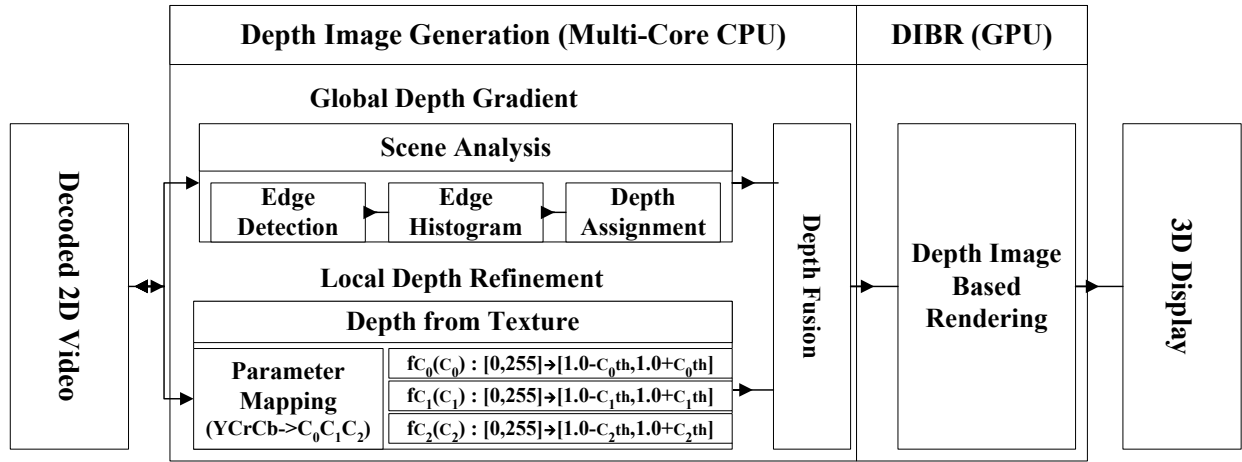 Depth Image Generation (Multi-Core CPU)
DIBR (GPU)
Decoded 2D Video
Global Depth Gradient
Scene Analysis
Edge
Detection
Edge
Histogram
Depth
Assignment
Local Depth Refinement
Depth from Texture
Parameter
Mapping
(YCrCb->C₀C₁C₂)
fC₀(C₀) : [0,255]→[1.0-C₀th,1.0+C₀th]
fC₁(C₁) : [0,255]→[1.0-C₁th,1.0+C₁th]
fC₂(C₂) : [0,255]→[1.0-C₂th,1.0+C₂th]
Depth Fusion
Depth Image
Based
Rendering
3D Display